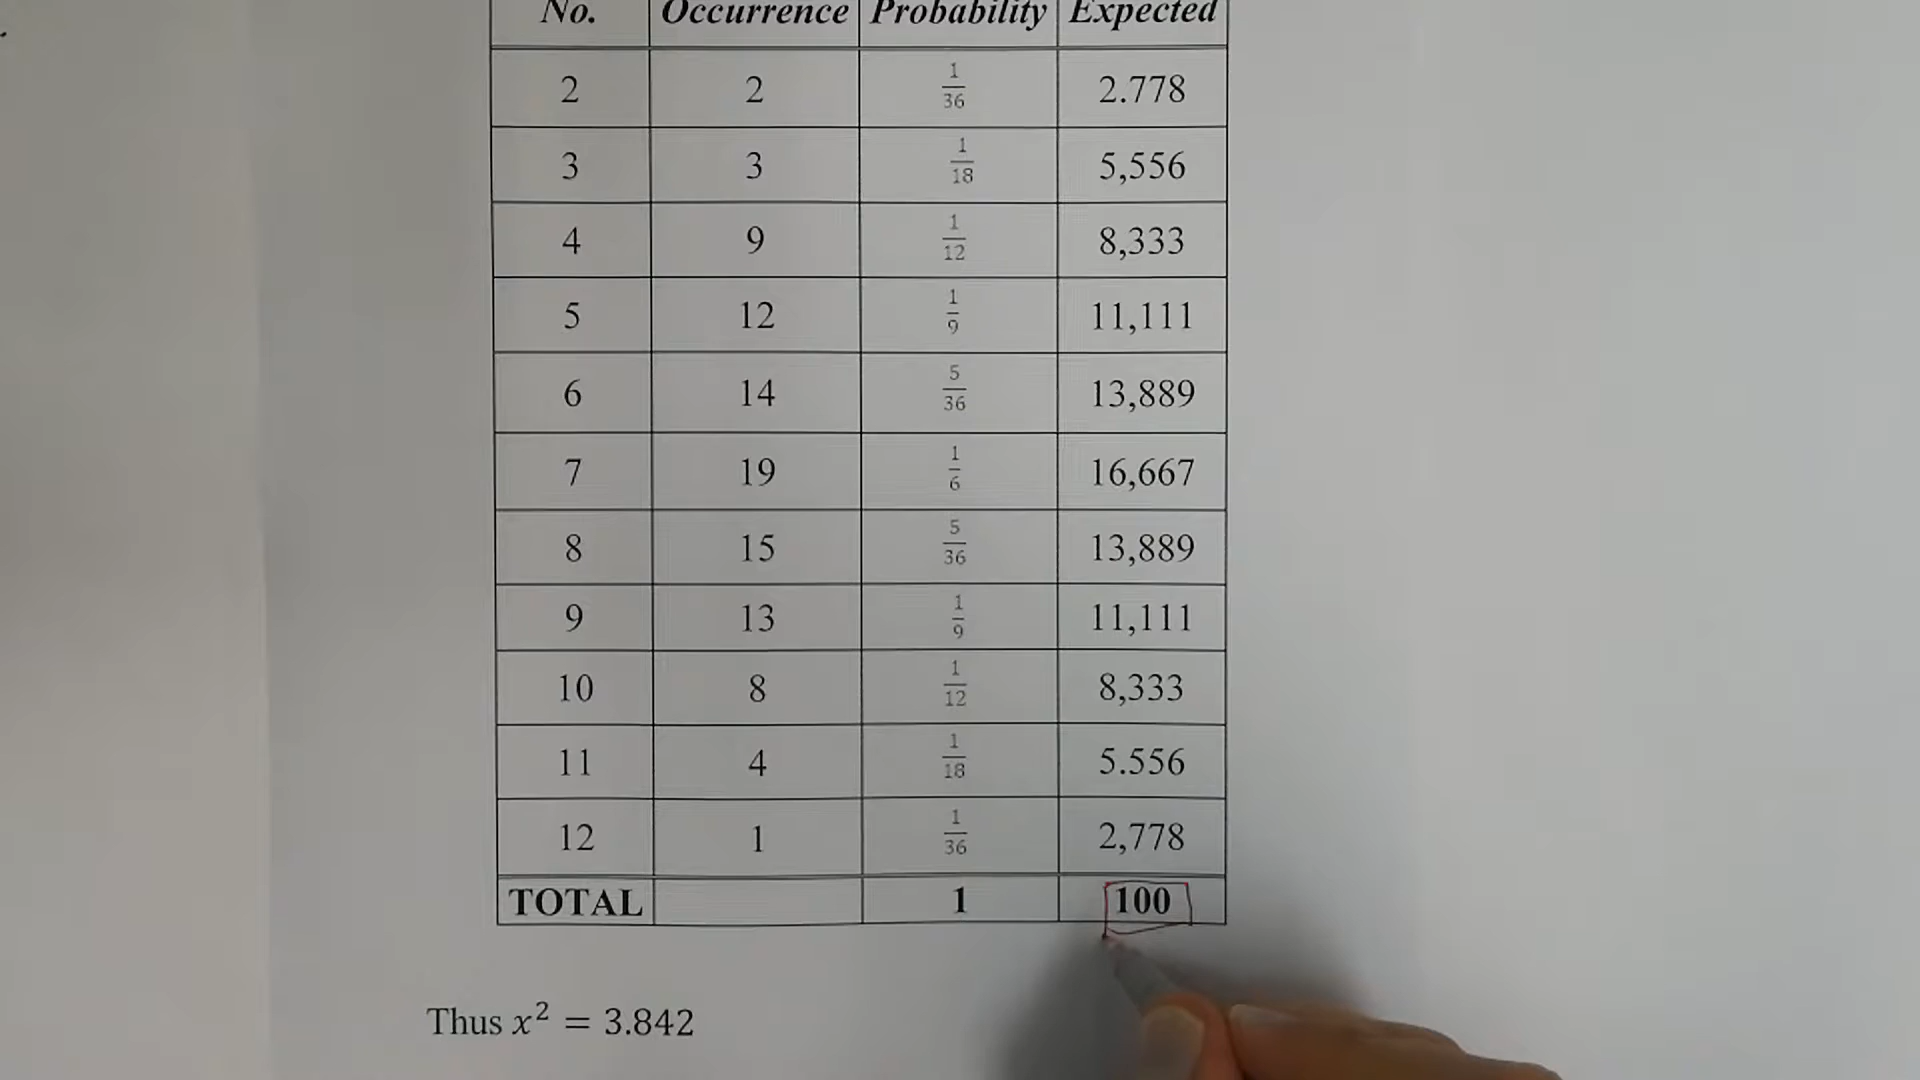 No. Occurrence Probability Expected
2 2 1/36 2.778
3 3 1/18 5,556
4 9 1/12 8,333
5 12 1/9 11,111
6 14 5/36 13,889
7 19 1/6 16,667
8 15 5/36 13,889
9 13 1/9 11,111
10 8 1/12 8,333
11 4 1/18 5.556
12 1 1/36 2,778
TOTAL 1 100
Thus x² = 3.842